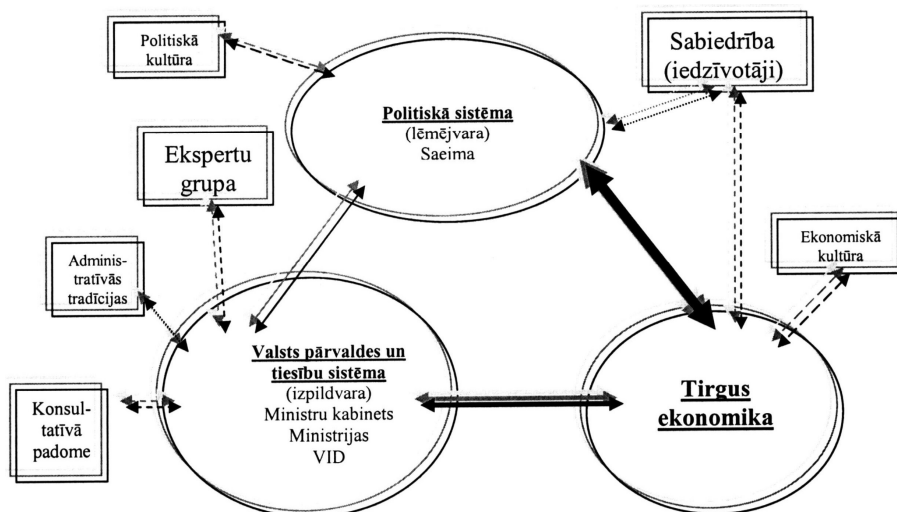 Politiskā
kultūra
Politiskā sistēma
(lēmējvara)
Saeima
Sabiedrība
(iedzīvotāji)
Ekspertu
grupa
Ekonomiskā
kultūra
Adminis-
tratīvās
tradīcijas
Valsts pārvaldes un
tiesību sistēma
(izpildvara)
Ministru kabinets
Ministrijas
VID
Tirgus
ekonomika
Konsul-
tatīvā
padome